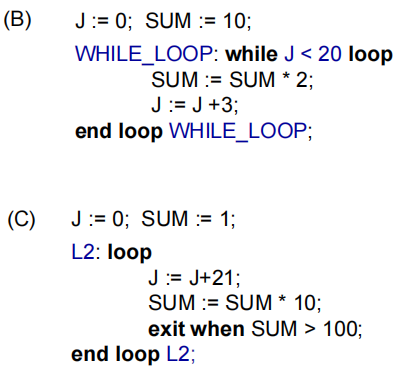 (B) J := 0; SUM := 10;
WHILE_LOOP: while J < 20 loop
SUM := SUM * 2;
J := J +3;
end loop WHILE_LOOP;
(C) J := 0; SUM := 1;
L2: loop
J := J+21;
SUM := SUM * 10;
exit when SUM > 100;
end loop L2;